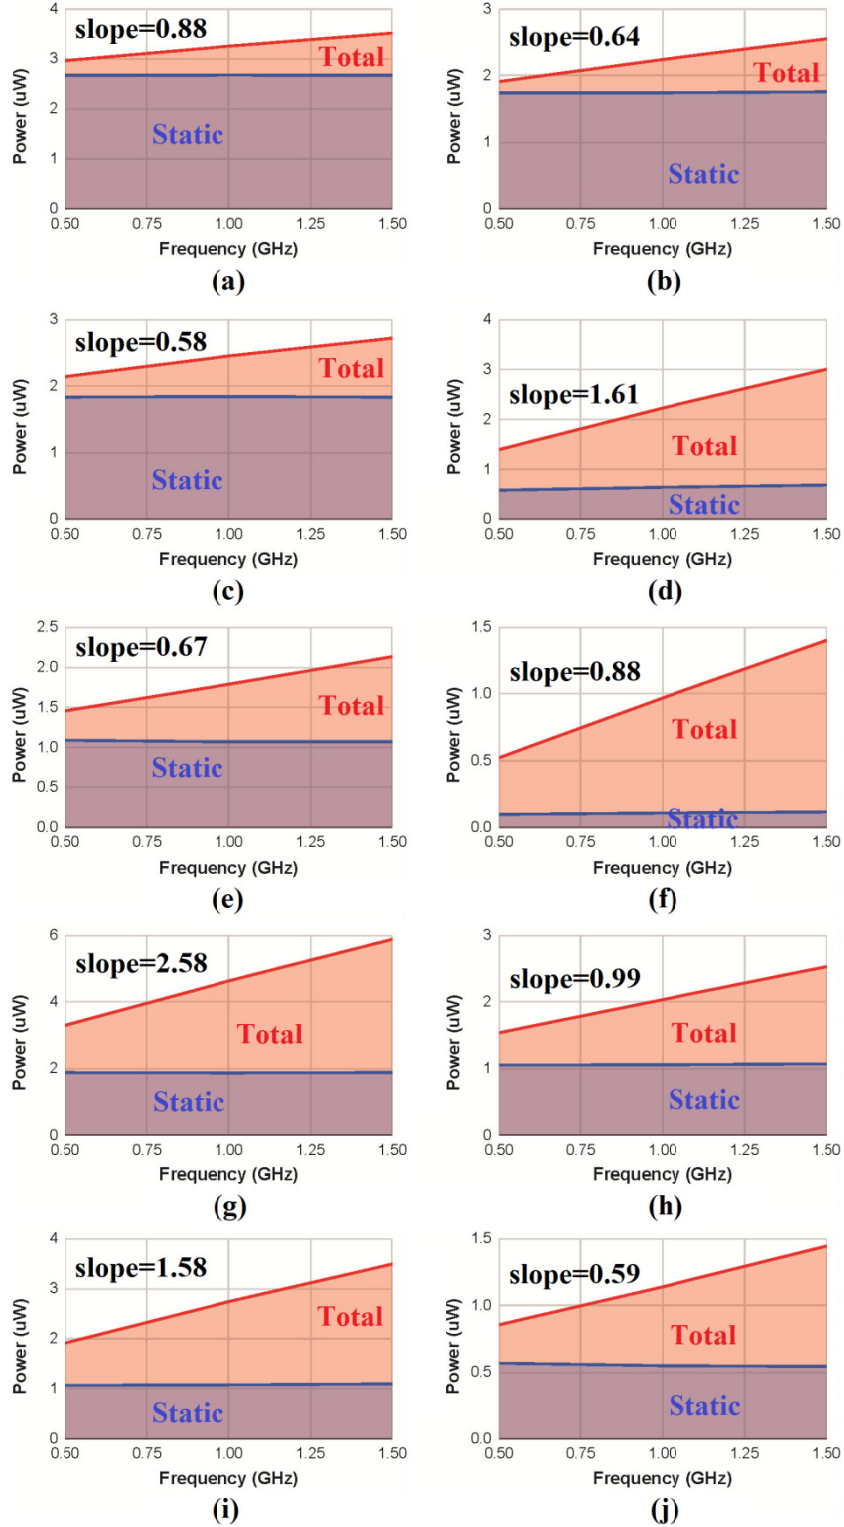 4
3
2
1
0
Power (uW)
slope=0.88
Total
Static
0.50 0.75 1.00 1.25 1.50
Frequency (GHz)
(a)
3
2
1
0
Power (uW)
slope=0.64
Total
Static
0.50 0.75 1.00 1.25 1.50
Frequency (GHz)
(b)
3
2
1
0
Power (uW)
slope=0.58
Total
Static
0.50 0.75 1.00 1.25 1.50
Frequency (GHz)
(c)
4
3
2
1
0
Power (uW)
slope=1.61
Total
Static
0.50 0.75 1.00 1.25 1.50
Frequency (GHz)
(d)
2.5
2.0
1.5
1.0
0.5
0.0
Power (uW)
slope=0.67
Total
Static
0.50 0.75 1.00 1.25 1.50
Frequency (GHz)
(e)
1.5
1.0
0.5
0.0
Power (uW)
slope=0.88
Total
Static
0.50 0.75 1.00 1.25 1.50
Frequency (GHz)
(f)
6
4
2
0
Power (uW)
slope=2.58
Total
Static
0.50 0.75 1.00 1.25 1.50
Frequency (GHz)
(g)
3
2
1
0
Power (uW)
slope=0.99
Total
Static
0.50 0.75 1.00 1.25 1.50
Frequency (GHz)
(h)
4
3
2
1
0
Power (uW)
slope=1.58
Total
Static
0.50 0.75 1.00 1.25 1.50
Frequency (GHz)
(i)
1.5
1.0
0.5
0.0
Power (uW)
slope=0.59
Total
Static
0.50 0.75 1.00 1.25 1.50
Frequency (GHz)
(j)